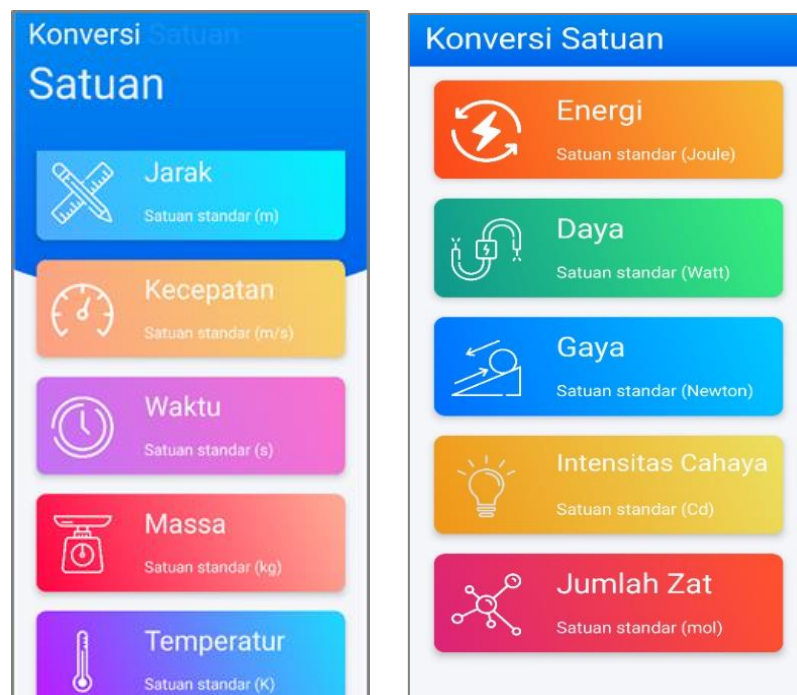 Konversi Satuan
Satuan
Jarak
Satuan standar (m)
Kecepatan
Satuan standar (m/s)
Waktu
Satuan standar (s)
Massa
Satuan standar (kg)
Temperatur
Satuan standar (K)
Konversi Satuan
Energi
Satuan standar (Joule)
Daya
Satuan standar (Watt)
Gaya
Satuan standar (Newton)
Intensitas Cahaya
Satuan standar (Cd)
Jumlah Zat
Satuan standar (mol)